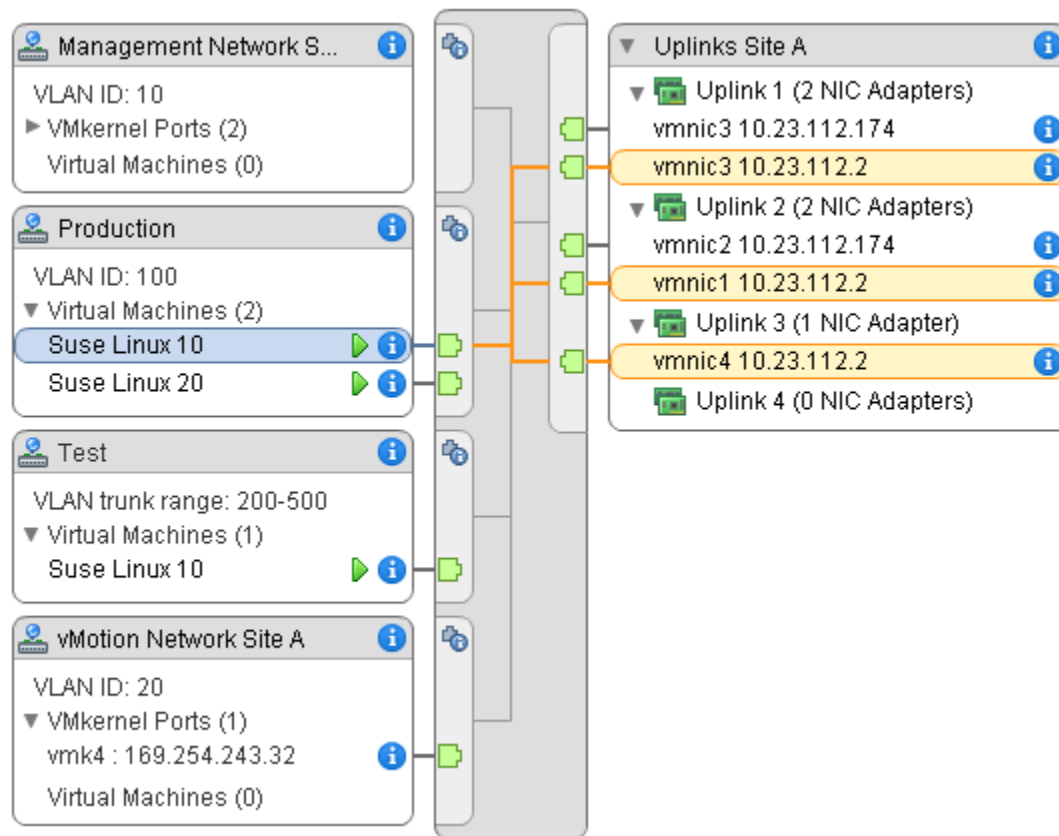 Management Network S...
VLAN ID: 10
VMkernel Ports (2)
Virtual Machines (0)
Production
VLAN ID: 100
Virtual Machines (2)
Suse Linux 10
Suse Linux 20
Test
VLAN trunk range: 200-500
Virtual Machines (1)
Suse Linux 10
vMotion Network Site A
VLAN ID: 20
VMkernel Ports (1)
vmk4 : 169.254.243.32
Virtual Machines (0)
Uplinks Site A
Uplink 1 (2 NIC Adapters)
vmnic3 10.23.112.174
vmnic3 10.23.112.2
Uplink 2 (2 NIC Adapters)
vmnic2 10.23.112.174
vmnic1 10.23.112.2
Uplink 3 (1 NIC Adapter)
vmnic4 10.23.112.2
Uplink 4 (0 NIC Adapters)